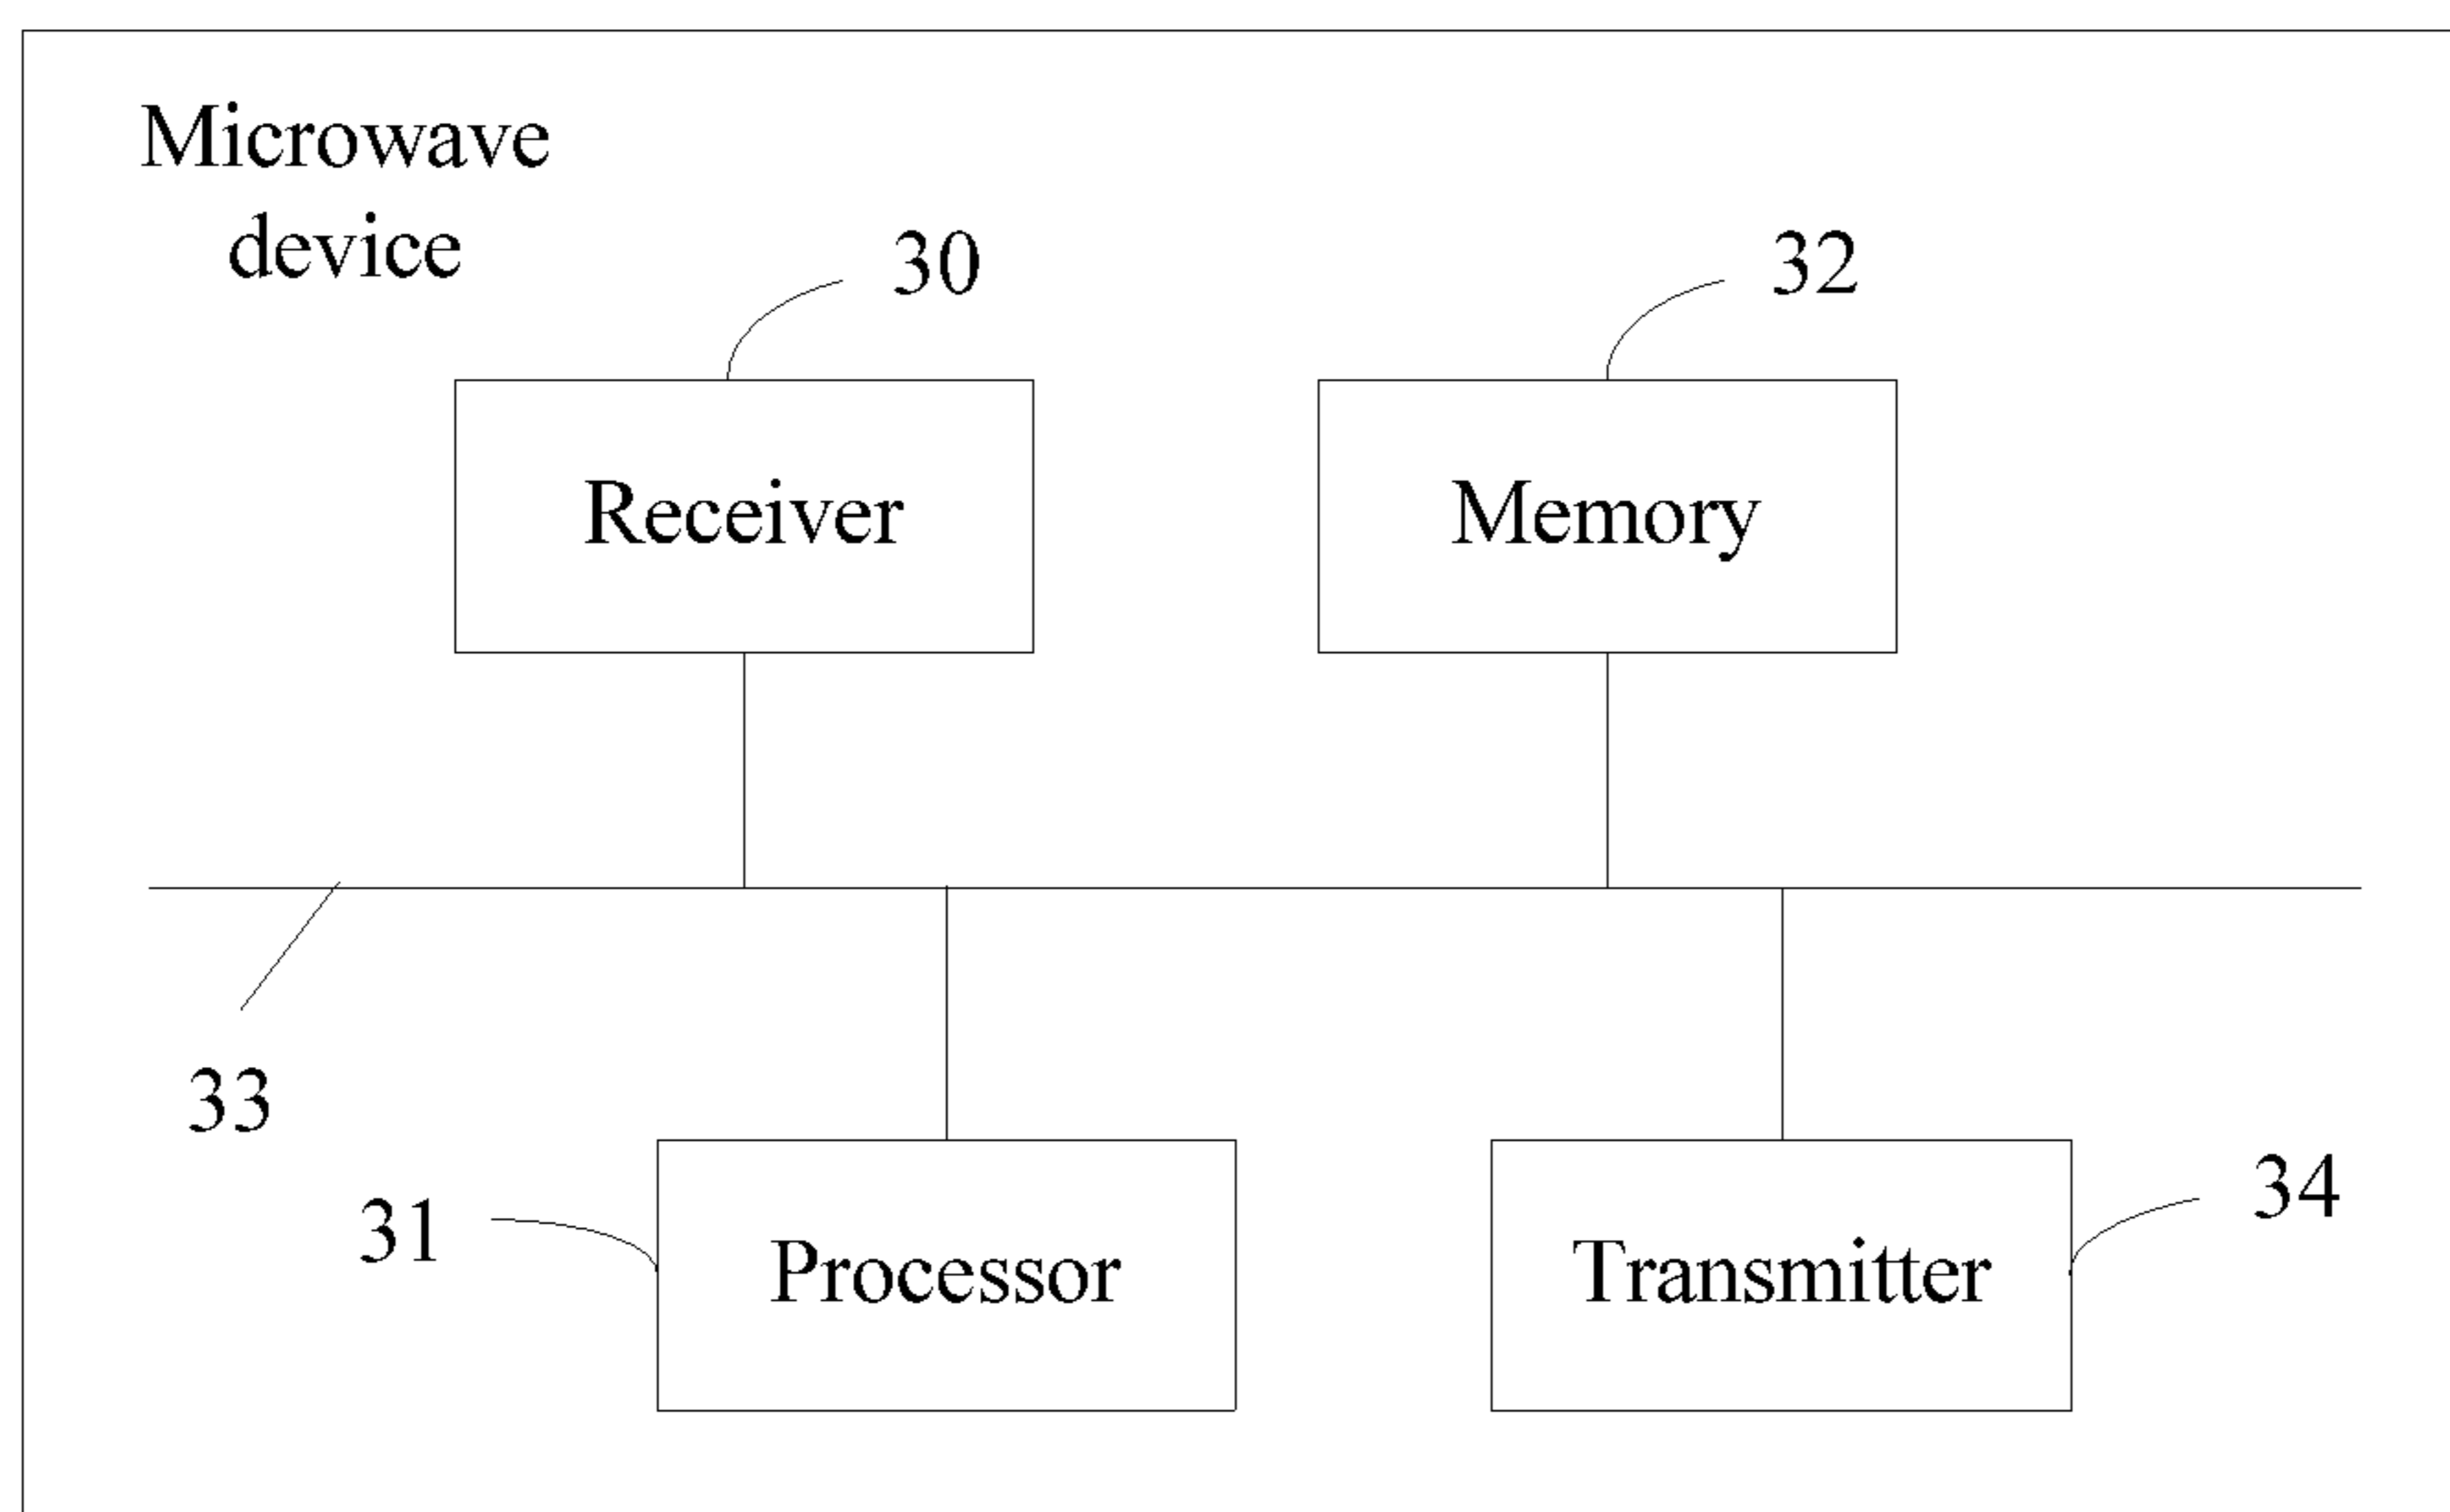 Microwave
device
30
32
Receiver
Memory
33
31
Processor
Transmitter
34